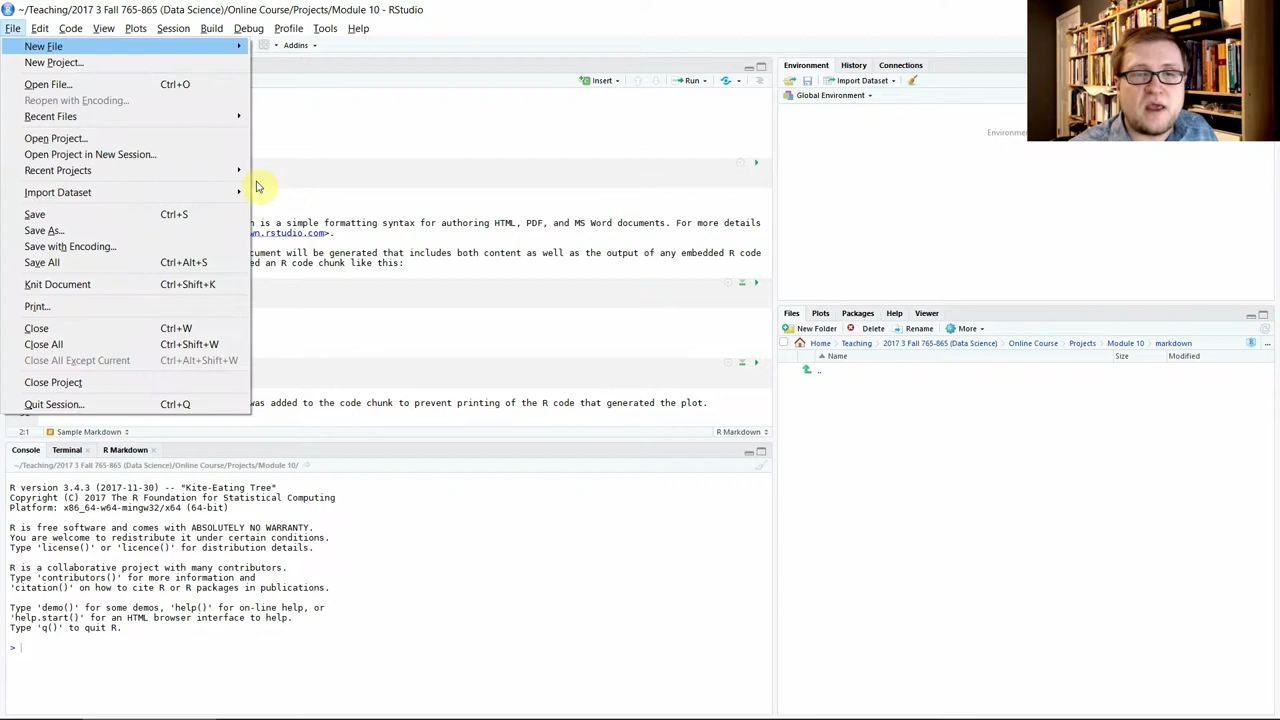 ~/Teaching/2017 3 Fall 765-865 (Data Science)/Online Course/Projects/Module 10 - RStudio
File Edit Code View Plots Session Build Debug Profile Tools Help
New File
New Project...
Open File... Ctrl+O
Reopen with Encoding...
Recent Files
Open Project...
Open Project in New Session...
Recent Projects
Import Dataset
Save Ctrl+S
Save As...
Save with Encoding...
Save All Ctrl+Alt+S
Knit Document Ctrl+Shift+K
Print...
Close Ctrl+W
Close All Ctrl+Shift+W
Close All Except Current Ctrl+Alt+Shift+W
Close Project
Quit Session... Ctrl+Q
Addins
Insert Run
is a simple formatting syntax for authoring HTML, PDF, and MS Word documents. For more details
wn.rstudio.com>.
cument will be generated that includes both content as well as the output of any embedded R code
ed an R code chunk like this:
was added to the code chunk to prevent printing of the R code that generated the plot.
2:1 Sample Markdown R Markdown
Console Terminal R Markdown
~/Teaching/2017 3 Fall 765-865 (Data Science)/Online Course/Projects/Module 10/
R version 3.4.3 (2017-11-30) -- "Kite-Eating Tree"
Copyright (C) 2017 The R Foundation for Statistical Computing
Platform: x86_64-w64-mingw32/x64 (64-bit)
R is free software and comes with ABSOLUTELY NO WARRANTY.
You are welcome to redistribute it under certain conditions.
Type 'license()' or 'licence()' for distribution details.
R is a collaborative project with many contributors.
Type 'contributors()' for more information and
'citation()' on how to cite R or R packages in publications.
Type 'demo()' for some demos, 'help()' for on-line help, or
'help.start()' for an HTML browser interface to help.
Type 'q()' to quit R.
>
Environment History Connections
Import Dataset
Global Environment
Environme
Files Plots Packages Help Viewer
New Folder Delete Rename More
Home Teaching 2017 3 Fall 765-865 (Data Science) Online Course Projects Module 10 markdown ...
Name Size Modified
..